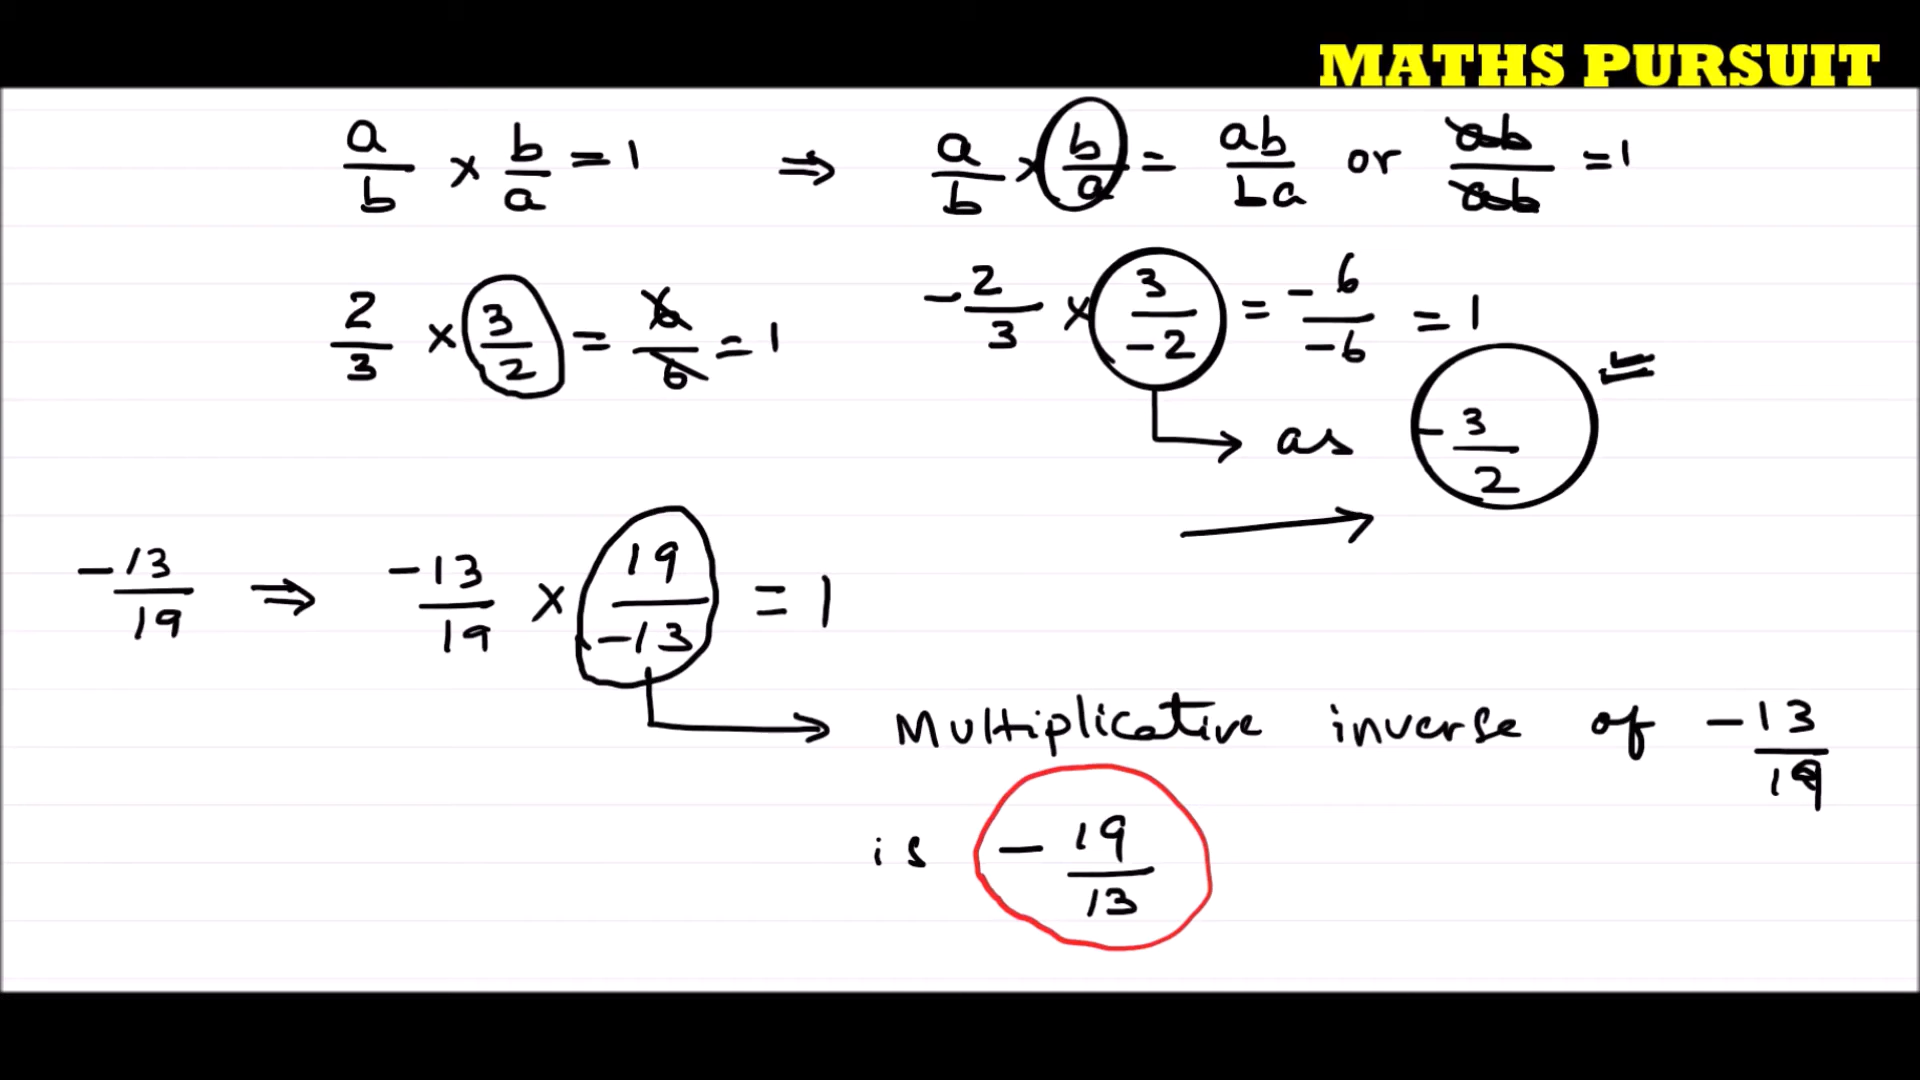 MATHS PURSUIT
a/b × b/a = 1 ⇒ a/b × b/a = ab/ba or ab/ab = 1
2/3 × 3/2 = 6/6 = 1
-2/3 × 3/-2 = -6/-6 = 1
→ as -3/2
-13/19 ⇒ -13/19 × 19/-13 = 1
→ Multiplicative inverse of -13/19
is -19/13